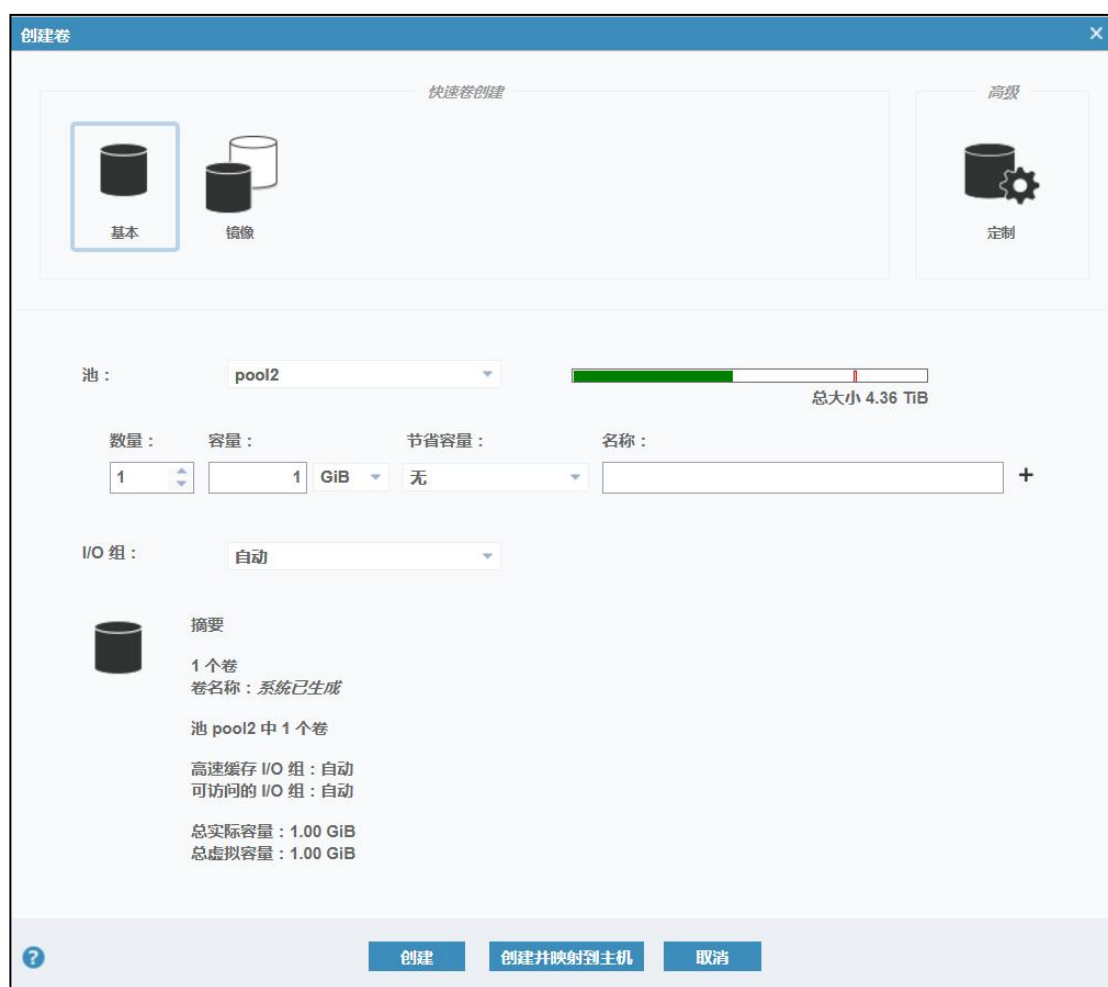 创建卷
快速卷创建
高级
基本
镜像
定制
池：
pool2
总大小 4.36 TiB
数量：
容量：
节省容量：
名称：
1
1
GiB
无
+
I/O 组：
自动
摘要
1 个卷
卷名称：系统已生成
池 pool2 中 1 个卷
高速缓存 I/O 组：自动
可访问的 I/O 组：自动
总实际容量：1.00 GiB
总虚拟容量：1.00 GiB
?
创建
创建并映射到主机
取消